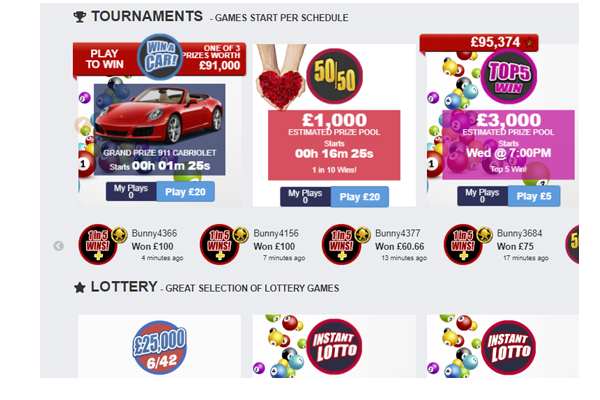 TOURNAMENTS - GAMES START PER SCHEDULE
PLAY
TO WIN
WIN A
CAR!
ONE OF 3
PRIZES WORTH
£91,000
GRAND PRIZE 911 CABRIOLET
Starts 00h 01m 25s
My Plays
0
Play £20
50/50
£1,000
ESTIMATED PRIZE POOL
Starts
00h 16m 25s
1 in 10 Wins!
My Plays
0
Play £20
£95,374
TOP5
WIN
£3,000
ESTIMATED PRIZE POOL
Starts
Wed @ 7:00PM
Top 5 Win!
My Plays
0
Play £5
1 in 5
WINS!
Bunny4366
Won £100
4 minutes ago
1 in 5
WINS!
Bunny4156
Won £100
7 minutes ago
1 in 5
WINS!
Bunny4377
Won £60.66
13 minutes ago
1 in 5
WINS!
Bunny3684
Won £75
17 minutes ago
LOTTERY - GREAT SELECTION OF LOTTERY GAMES
£25,000
6/42
INSTANT
LOTTO
INSTANT
LOTTO